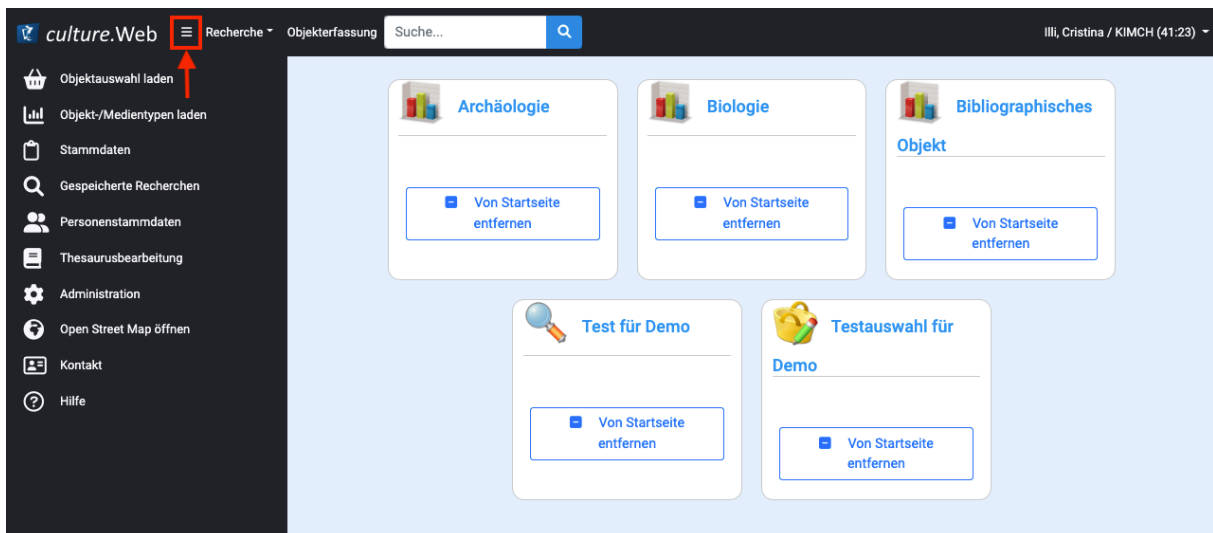 culture.Web Recherche Objekterfassung Suche... Illi, Cristina / KIMCH (41:23)
Objektauswahl laden
Objekt-/Medientypen laden
Stammdaten
Gespeicherte Recherchen
Personenstammdaten
Thesaurusbearbeitung
Administration
Open Street Map öffnen
Kontakt
Hilfe
Archäologie
Von Startseite
entfernen
Biologie
Von Startseite
entfernen
Bibliographisches
Objekt
Von Startseite
entfernen
Test für Demo
Von Startseite
entfernen
Testauswahl für
Demo
Von Startseite
entfernen